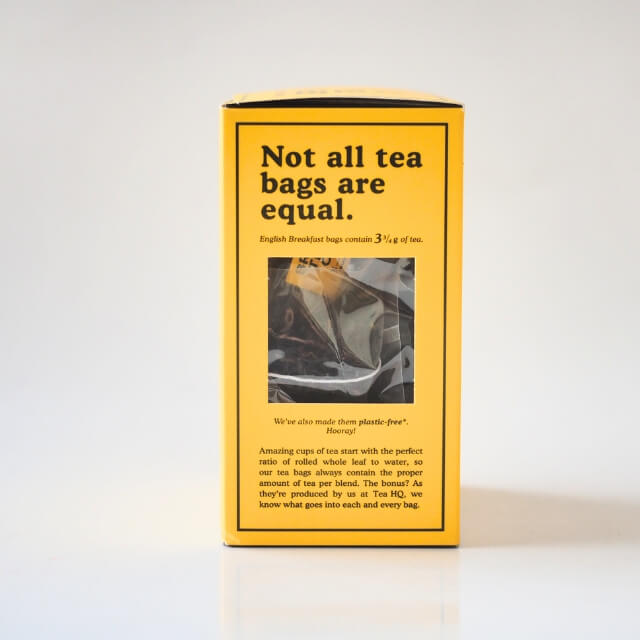 Not all tea
bags are
equal.
English Breakfast bags contain 3 3/4 g of tea.
We've also made them plastic-free*.
Hooray!
Amazing cups of tea start with the perfect
ratio of rolled whole leaf to water, so
our tea bags always contain the proper
amount of tea per blend. The bonus? As
they're produced by us at Tea HQ, we
know what goes into each and every bag.